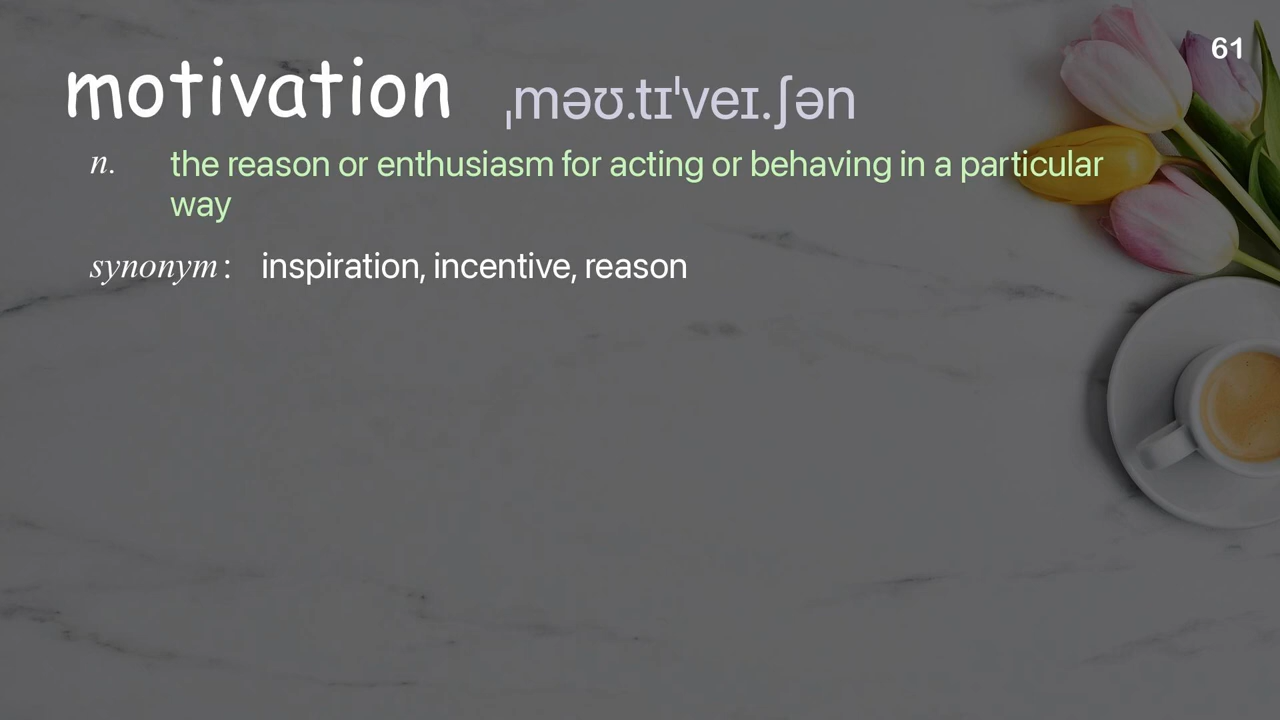 61
motivation ˌməʊ.tɪˈveɪ.ʃən
n. the reason or enthusiasm for acting or behaving in a particular
way
synonym: inspiration, incentive, reason